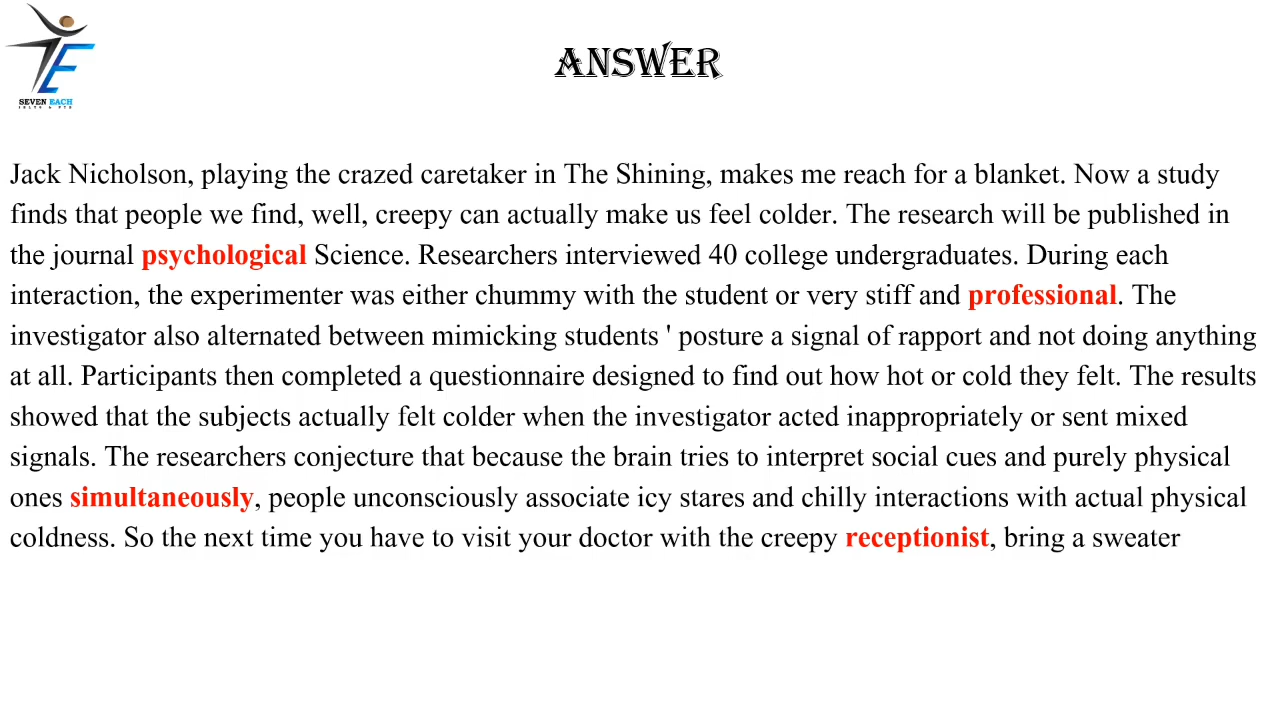 SEVEN EACH
IELTS & PTE
ANSWER
Jack Nicholson, playing the crazed caretaker in The Shining, makes me reach for a blanket. Now a study
finds that people we find, well, creepy can actually make us feel colder. The research will be published in
the journal psychological Science. Researchers interviewed 40 college undergraduates. During each
interaction, the experimenter was either chummy with the student or very stiff and professional. The
investigator also alternated between mimicking students ' posture a signal of rapport and not doing anything
at all. Participants then completed a questionnaire designed to find out how hot or cold they felt. The results
showed that the subjects actually felt colder when the investigator acted inappropriately or sent mixed
signals. The researchers conjecture that because the brain tries to interpret social cues and purely physical
ones simultaneously, people unconsciously associate icy stares and chilly interactions with actual physical
coldness. So the next time you have to visit your doctor with the creepy receptionist, bring a sweater